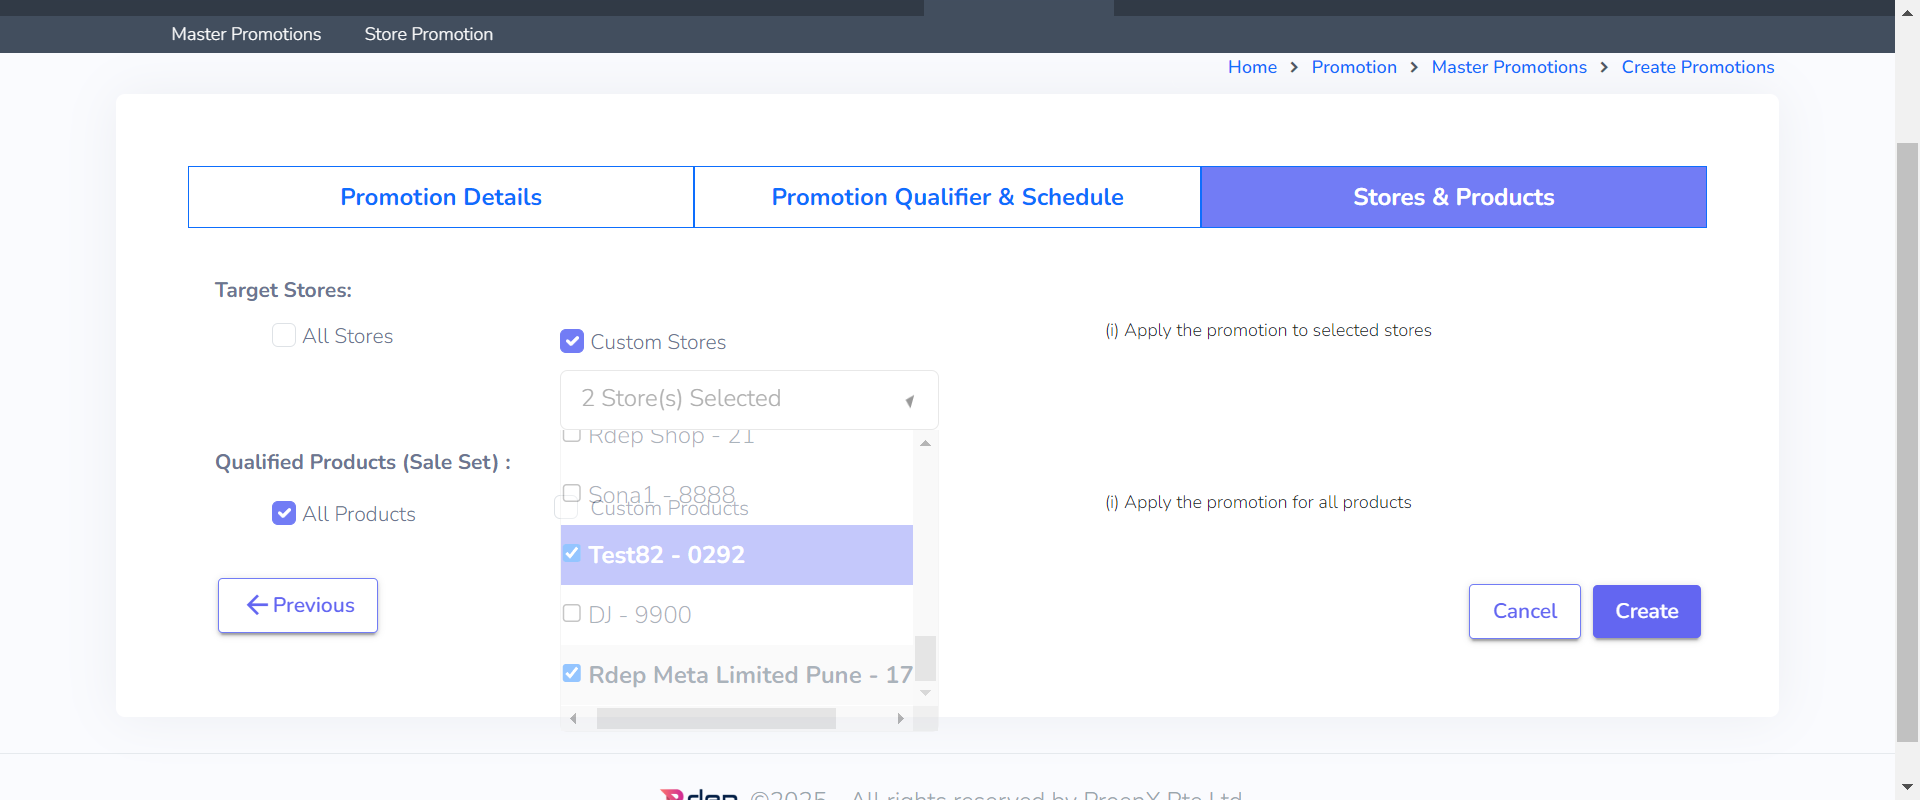 Master Promotions Store Promotion
Home > Promotion > Master Promotions > Create Promotions
Promotion Details
Promotion Qualifier & Schedule
Stores & Products
Target Stores:
All Stores
Custom Stores
(i) Apply the promotion to selected stores
2 Store(s) Selected
Rdep Shop - 21
Qualified Products (Sale Set) :
Sona1 - 8888
All Products
Custom Products
(i) Apply the promotion for all products
Test82 - 0292
Previous
DJ - 9900
Cancel
Create
Rdep Meta Limited Pune - 17
©2025 All rights reserved by ProenX Pte Ltd